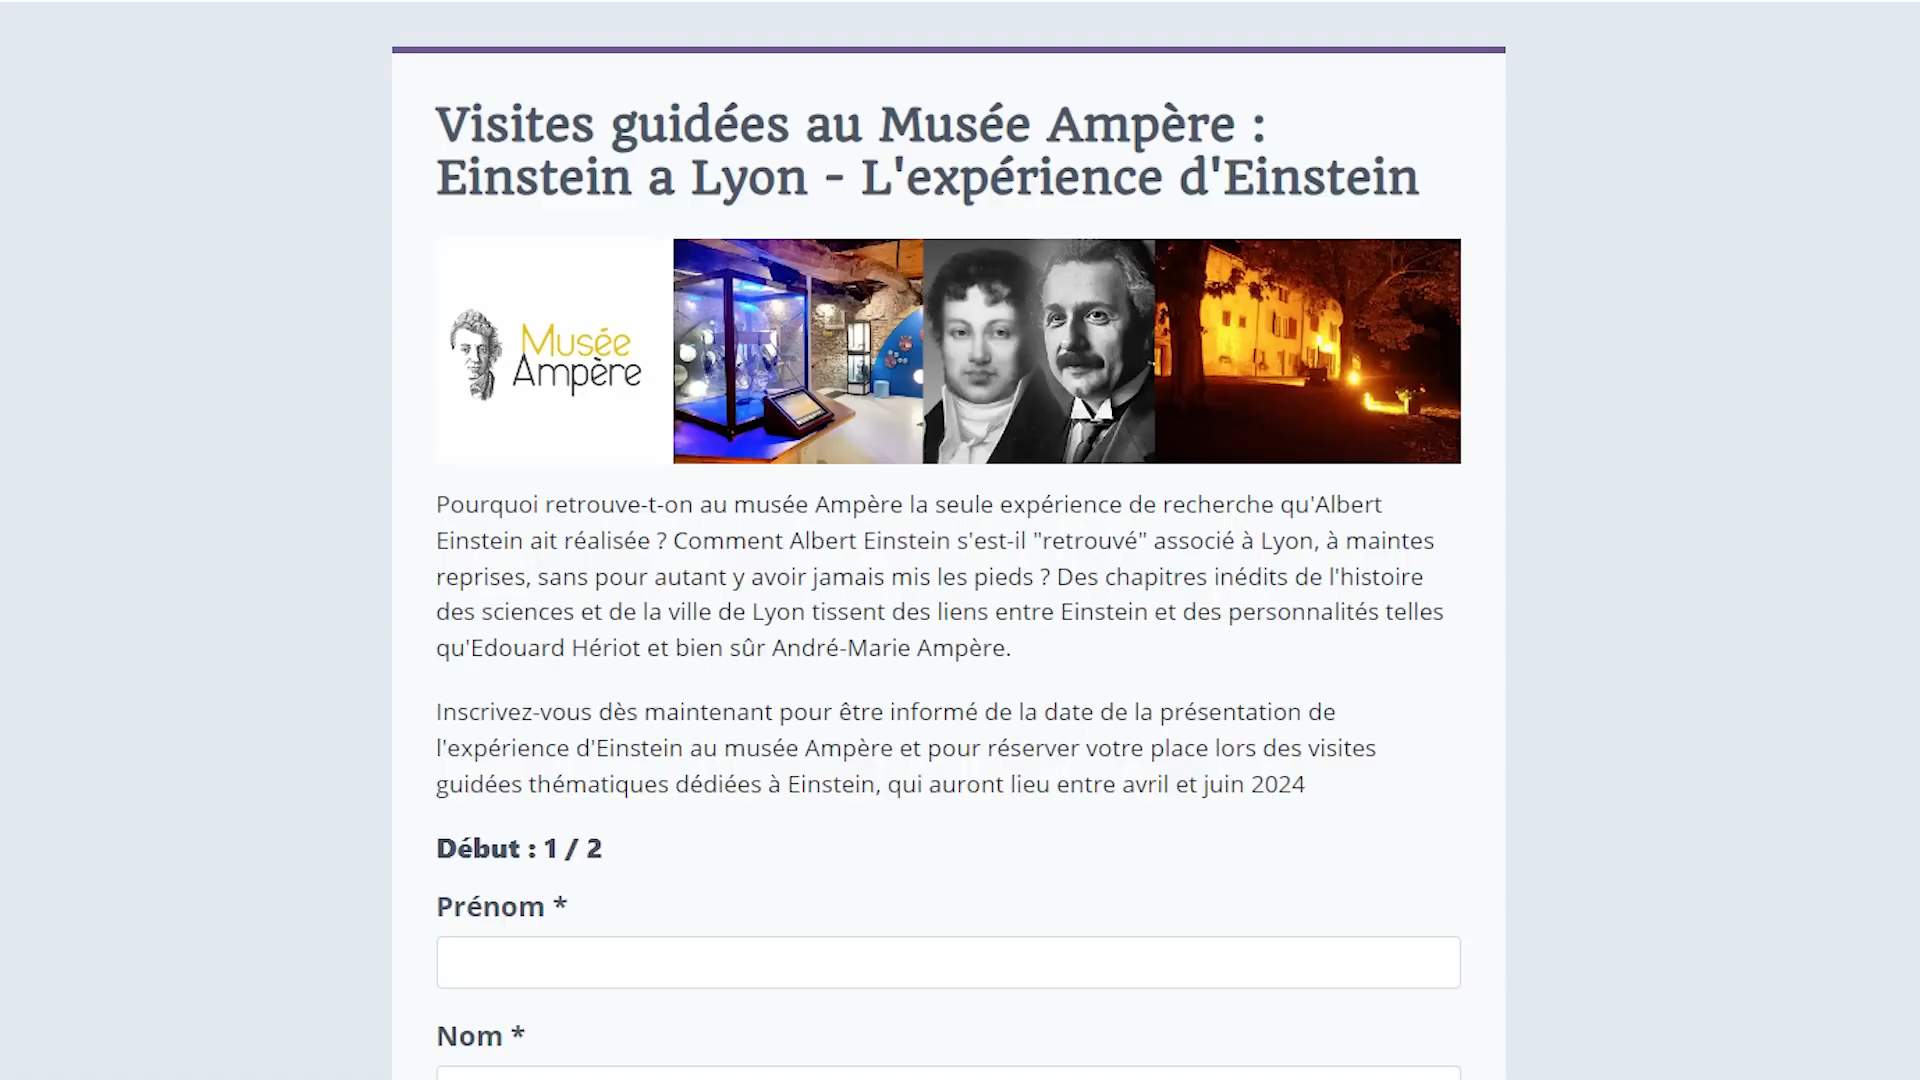 Visites guidées au Musée Ampère :
Einstein a Lyon - L'expérience d'Einstein
Musée
Ampère
Pourquoi retrouve-t-on au musée Ampère la seule expérience de recherche qu'Albert
Einstein ait réalisée ? Comment Albert Einstein s'est-il "retrouvé" associé à Lyon, à maintes
reprises, sans pour autant y avoir jamais mis les pieds ? Des chapitres inédits de l'histoire
des sciences et de la ville de Lyon tissent des liens entre Einstein et des personnalités telles
qu'Edouard Hériot et bien sûr André-Marie Ampère.
Inscrivez-vous dès maintenant pour être informé de la date de la présentation de
l'expérience d'Einstein au musée Ampère et pour réserver votre place lors des visites
guidées thématiques dédiées à Einstein, qui auront lieu entre avril et juin 2024
Début : 1 / 2
Prénom *
Nom *